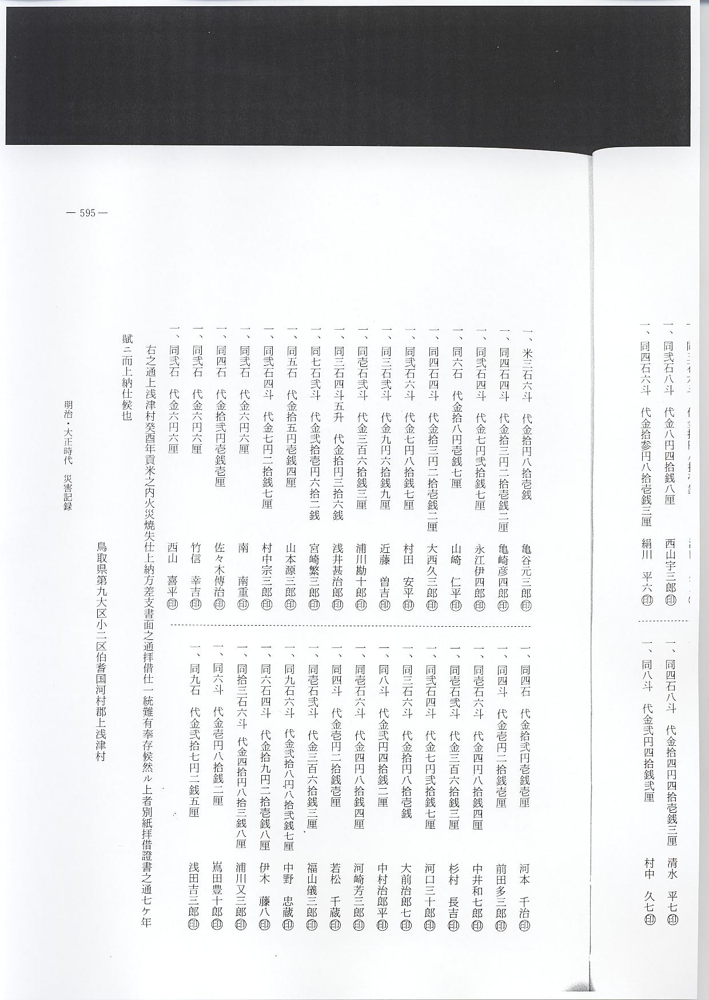 一、同弐石八斗　代金八円四拾銭八厘　西山宇三郎㊞
一、同四石六斗　代金拾参円八拾壱銭三厘　絹川　平六㊞
一、同四石八斗　代金拾四円四拾壱銭三厘　清水　平七㊞
一、同八斗　代金弐円四拾銭弐厘　村中　久七㊞
一、米三石六斗　代金拾円八拾壱銭　亀谷元三郎㊞
一、同四石四斗　代金拾三円二拾壱銭二厘　亀崎彦四郎㊞
一、同弐石四斗　代金七円弐拾銭七厘　永江伊四郎㊞
一、同六石　代金拾八円壱銭七厘　山崎　仁平㊞
一、同四石四斗　代金拾三円二拾壱銭二厘　大西久三郎㊞
一、同弐石六斗　代金七円八拾銭七厘　村田　安平㊞
一、同三石弐斗　代金九円六拾銭九厘　近藤　曽吉㊞
一、同壱石弐斗　代金三百六拾銭三厘　浦川勘十郎㊞
一、同三石四斗五升　代金拾円三拾六銭　浅井甚治郎㊞
一、同七石弐斗　代金弐拾壱円六拾二銭　宮崎繁三郎㊞
一、同五石　代金拾五円壱銭四厘　山本源三郎㊞
一、同弐石四斗　代金七円二拾銭七厘　村中宗三郎㊞
一、同弐石　代金六円六厘　南　　南重㊞
一、同四石　代金拾弐円壱銭壱厘　佐々木傳治㊞
一、同弐石　代金六円六厘　竹信　幸吉㊞
一、同弐石　代金六円六厘　西山　喜平㊞
一、同四石　代金拾弐円壱銭壱厘　河本　千治㊞
一、同四斗　代金壱円二拾銭壱厘　前田多三郎㊞
一、同壱石六斗　代金四円八拾銭四厘　中井和七郎㊞
一、同壱石弐斗　代金三百六拾銭三厘　杉村　長吉㊞
一、同弐石四斗　代金七円弐拾銭七厘　河口三十郎㊞
一、同三石六斗　代金拾円八拾壱銭　大前治郎七㊞
一、同八斗　代金弐円四拾銭二厘　中村治郎平㊞
一、同壱石六斗　代金四円八拾銭四厘　河崎芳三郎㊞
一、同四斗　代金壱円二拾銭壱厘　若松　千蔵㊞
一、同壱石弐斗　代金三百六拾銭三厘　福山儀三郎㊞
一、同九石六斗　代金弐拾八円八拾弐銭七厘　中野　忠蔵㊞
一、同六石四斗　代金拾九円二拾壱銭八厘　伊木　藤八㊞
一、同拾三石六斗　代金四拾円八拾三銭八厘　浦川又三郎㊞
一、同六斗　代金壱円八拾銭二厘　嶌田豊十郎㊞
一、同九石　代金弐拾七円二銭五厘　浅田吉三郎㊞
右之通上浅津村癸酉年貢米之内火災焼失仕上納方差支書面之通拝借仕一統難有奉存候然ル上者別紙拝借證書之通七ケ年
賦ニ而上納仕候也
鳥取県第九大区小二区伯耆国河村郡上浅津村
明治・大正時代　災害記録
― 595 ―